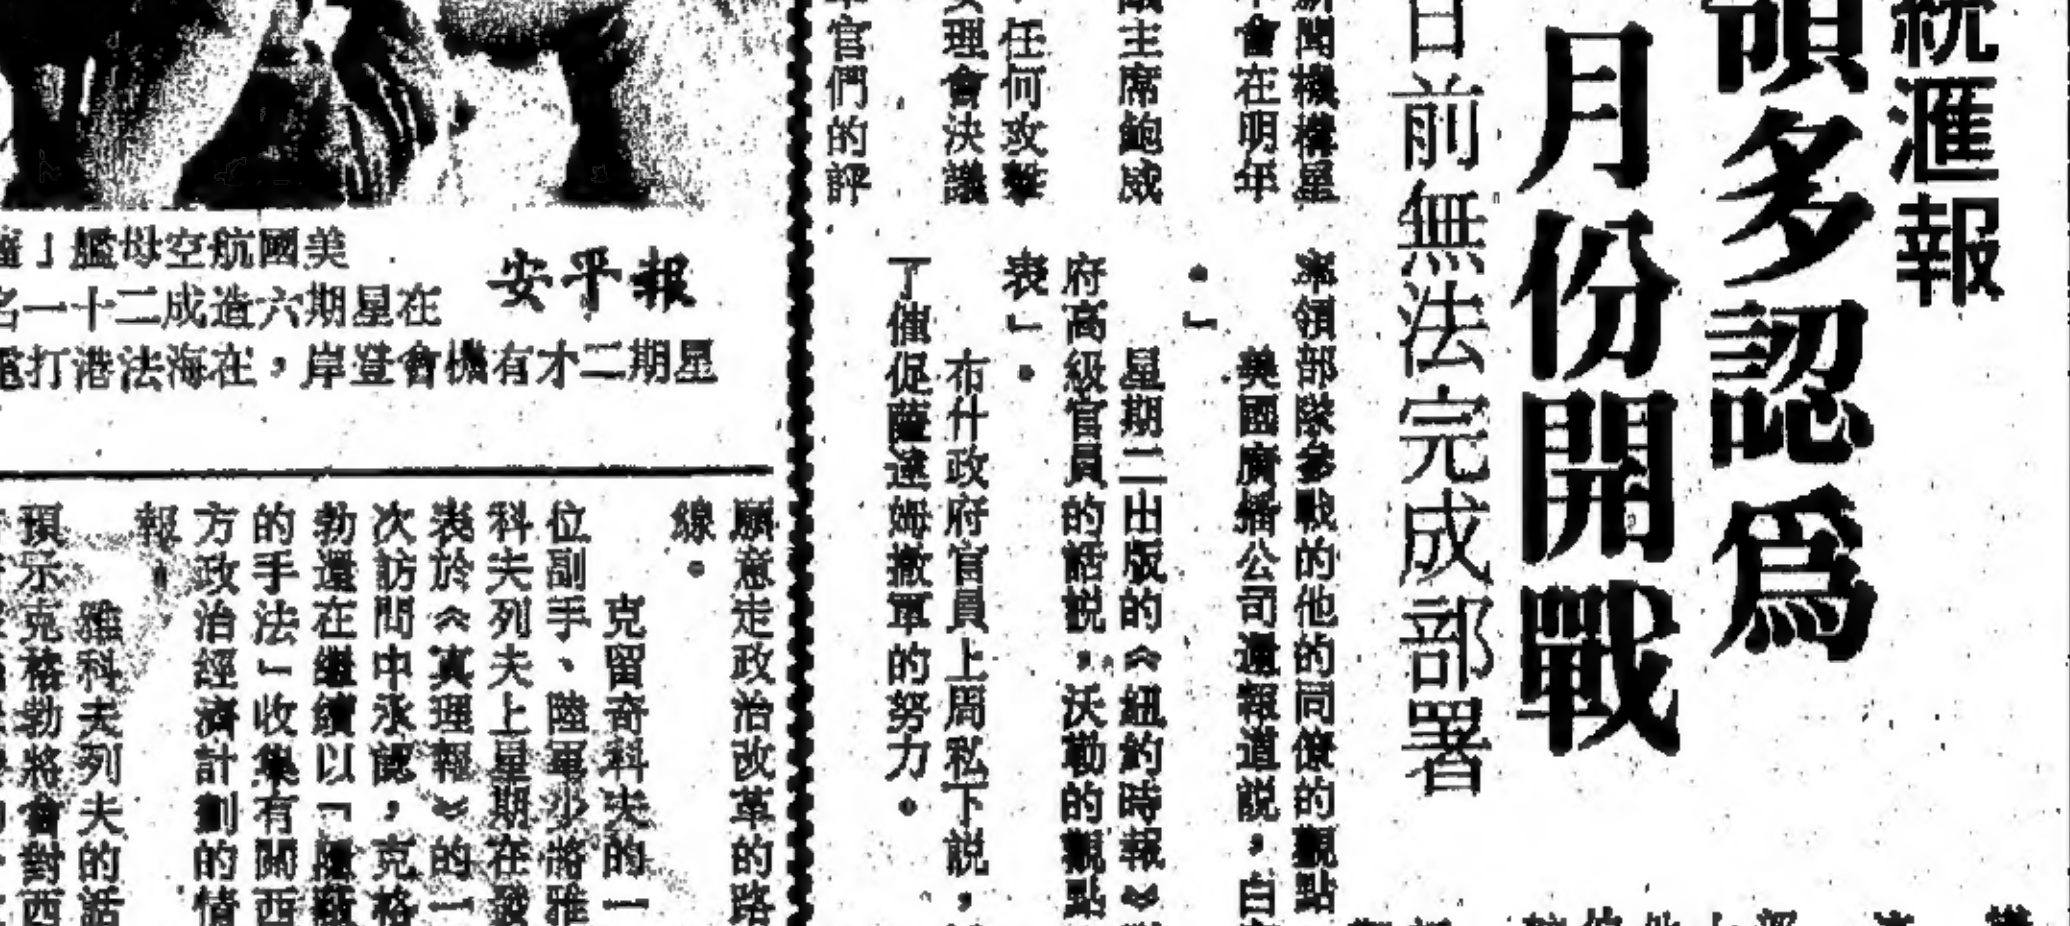 統滙報
領多認爲
月份開戰
日前無法完成部署
新聞機構星
會在明年
議主席鮑威
任何攻擊
安理會決議
官們的評
率領部隊參戰的他的同僚的觀點
美國廣播公司還報道説，白
。」
星期二出版的《紐約時報》
府高級官員的話説，沃勒的觀點
表」。
布什政府官員上周私下説，
了催促薩達姆撤軍的努力。
報平安
美國航空母艦「
在星期六造成二十一名
星期二才有機會登岸，在海法港打電
願意走政治改革的路
線。
克留奇科夫的一
位副手、陸軍少將雅
科夫列夫上星期在發
表於《真理報》的一
次訪問中承認，克格
勃還在繼續以「
的手法」收集有關西
方政治經濟計劃的情
報。
雅科夫列夫的話
預示克格勃將會對西